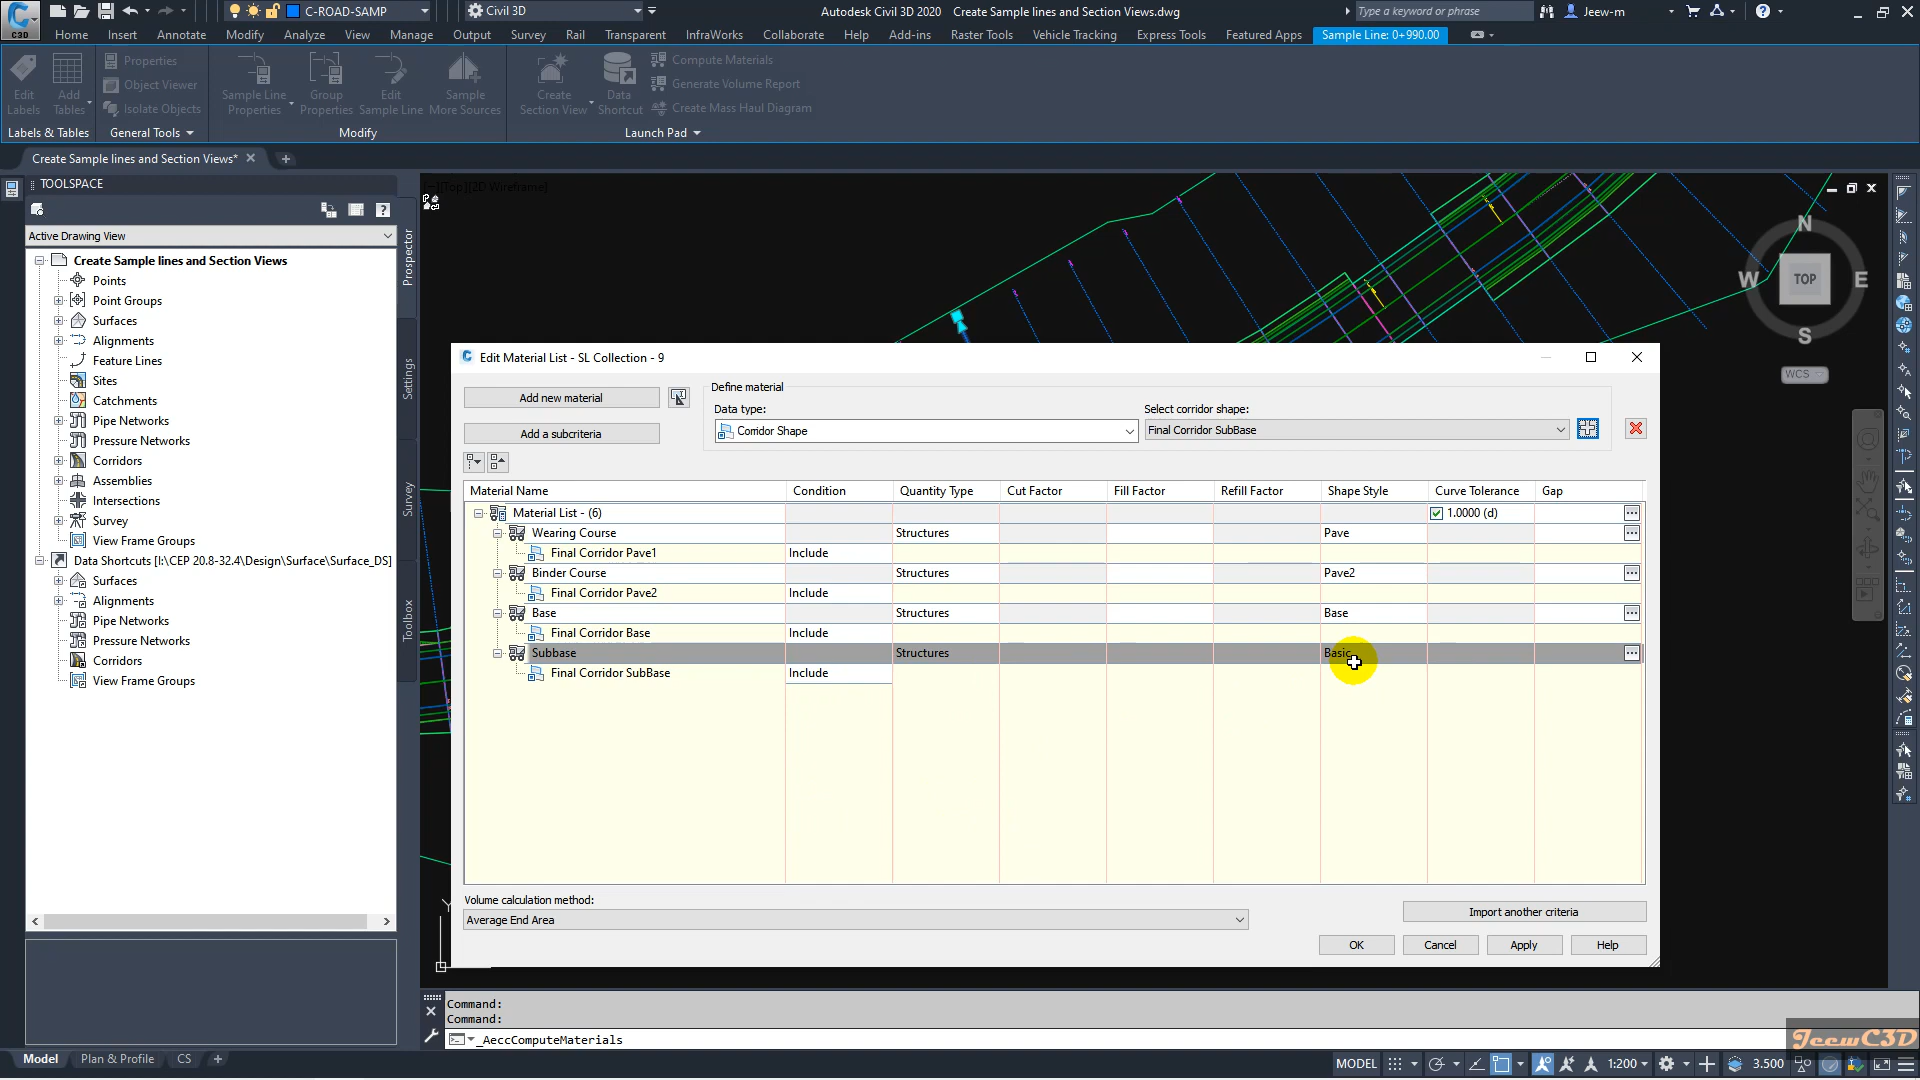 C3D
C-ROAD-SAMP
Civil 3D
Autodesk Civil 3D 2020 Create Sample lines and Section Views.dwg
Type a keyword or phrase
Jeew-m
Home Insert Annotate Modify Analyze View Manage Output Survey Rail Transparent InfraWorks Collaborate Help Add-ins Raster Tools Vehicle Tracking Express Tools Featured Apps Sample Line: 0+990.00
Edit Labels
Add Tables
Properties
Object Viewer
Isolate Objects
Sample Line Properties
Group Properties
Edit Sample Line
Sample More Sources
Create Section View
Data Shortcut
Compute Materials
Generate Volume Report
Create Mass Haul Diagram
Labels & Tables General Tools Modify Launch Pad
Create Sample lines and Section Views*
TOOLSPACE
Active Drawing View
Create Sample lines and Section Views
Points
Point Groups
Surfaces
Alignments
Feature Lines
Sites
Catchments
Pipe Networks
Pressure Networks
Corridors
Assemblies
Intersections
Survey
View Frame Groups
Data Shortcuts [I:\CEP 20.8-32.4\Design\Surface\Surface_DS]
Surfaces
Alignments
Pipe Networks
Pressure Networks
Corridors
View Frame Groups
Prospector
Settings
Survey
Toolbox
[-][Top][2D Wireframe]
N
W TOP E
S
WCS
Edit Material List - SL Collection - 9
Add new material
Add a subcriteria
Define material
Data type: Select corridor shape:
Corridor Shape Final Corridor SubBase
Material Name Condition Quantity Type Cut Factor Fill Factor Refill Factor Shape Style Curve Tolerance Gap
Material List - (6) 1.0000 (d)
Wearing Course Structures Pave
Final Corridor Pave1 Include
Binder Course Structures Pave2
Final Corridor Pave2 Include
Base Structures Base
Final Corridor Base Include
Subbase Structures Basic
Final Corridor SubBase Include
Volume calculation method:
Average End Area
Import another criteria
OK Cancel Apply Help
Y
Command:
Command:
_AeccComputeMaterials
JeewC3D
Model Plan & Profile CS
MODEL 1:200 3.500